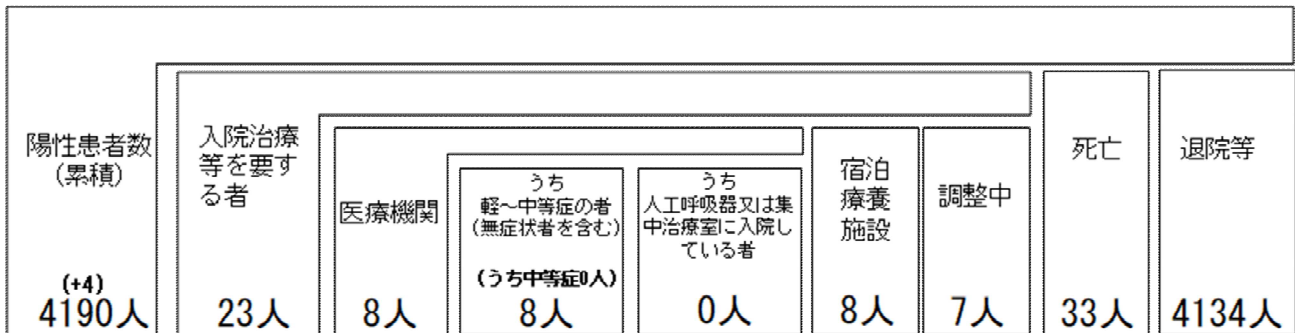 陽性患者数
(累積)
(+4)
4190人
入院治療
等を要す
る者
23人
医療機関
8人
うち
軽～中等症の者
(無症状者を含む)
(うち中等症0人)
8人
うち
人工呼吸器又は集
中治療室に入院し
ている者
0人
宿泊
療養
施設
8人
調整中
7人
死亡
33人
退院等
4134人